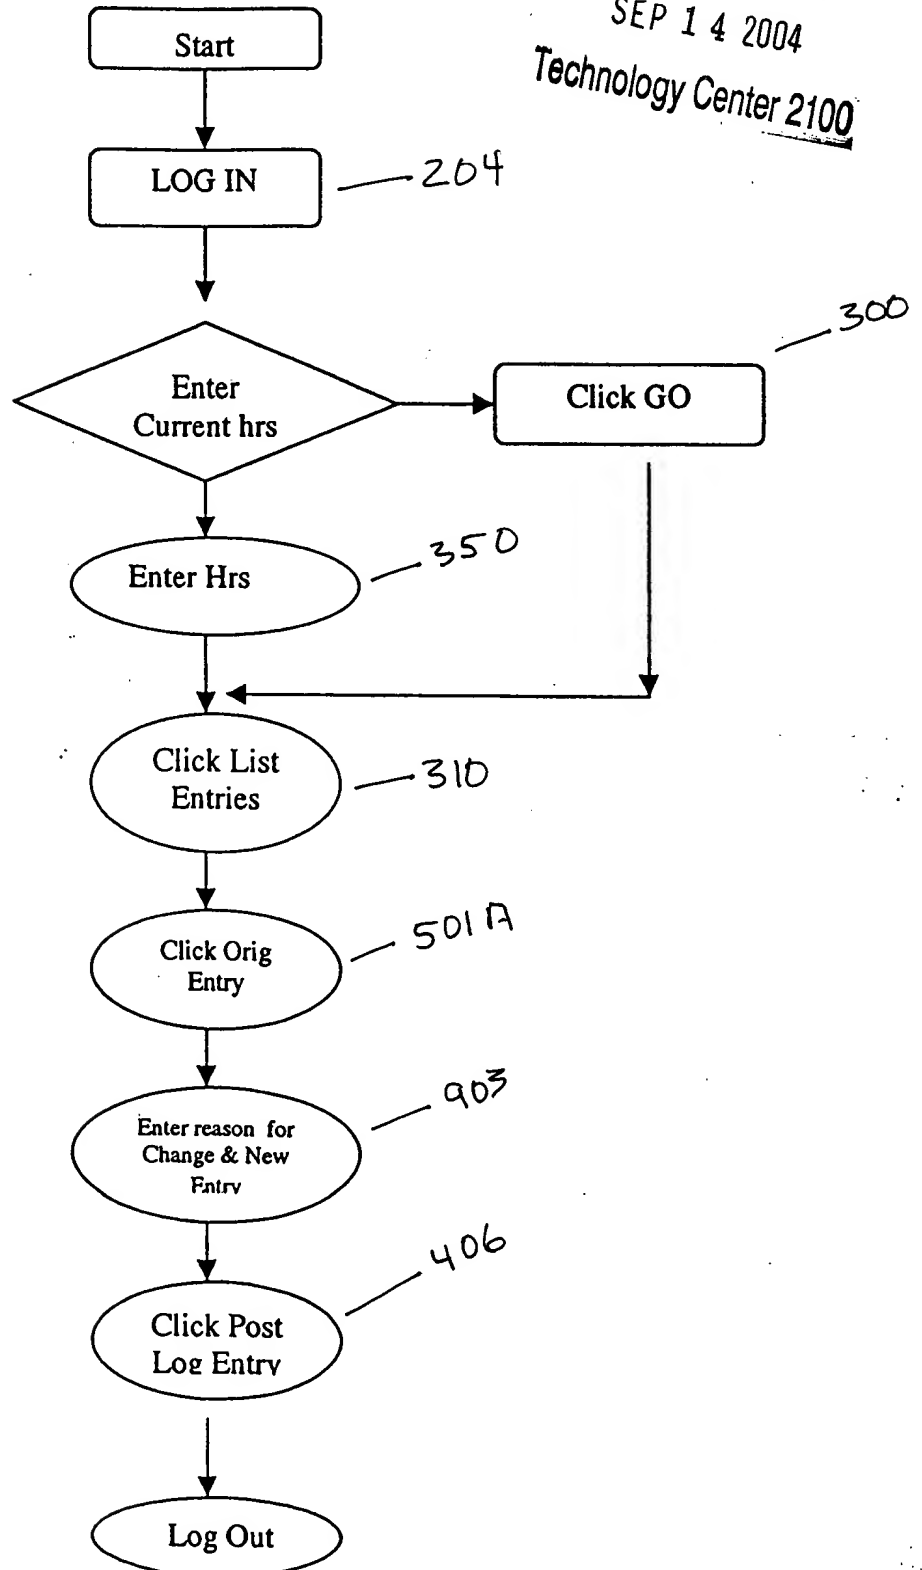 SEP 14 2004
Technology Center 2100
Start
LOG IN
204
300
Enter
Current hrs
Click GO
350
Enter Hrs
Click List
Entries
310
501A
Click Orig
Entry
903
Enter reason for
Change & New
Entry
406
Click Post
Log Entry
Log Out